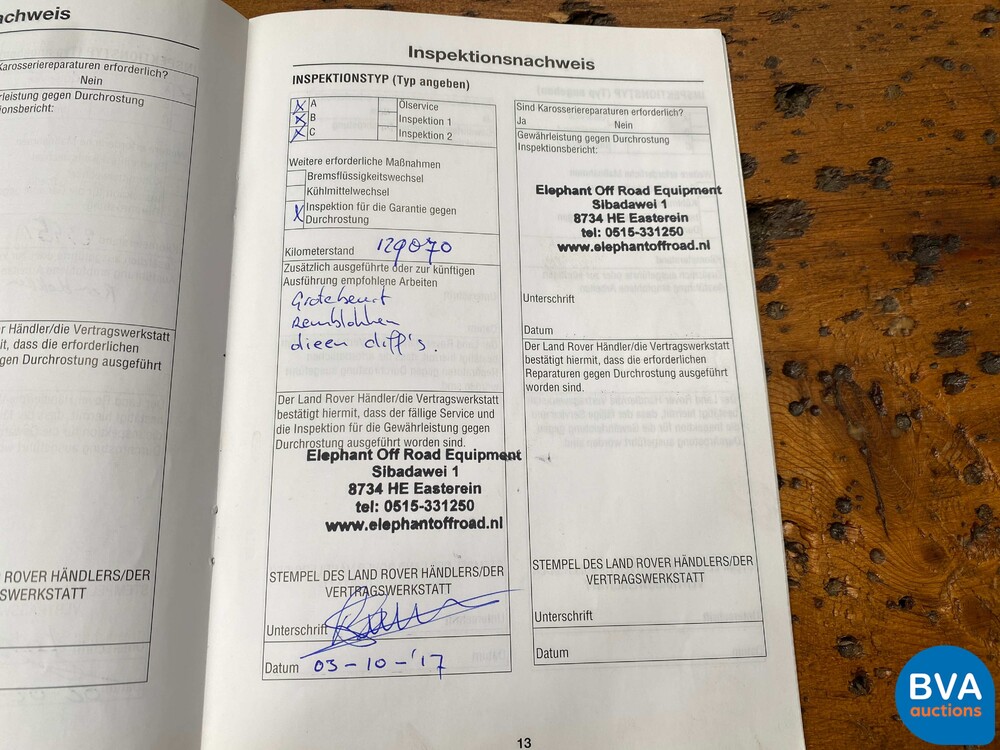 achweis
Karosseriereparaturen erforderlich?
Nein
rleistung gegen Durchrostung
ionsbericht:
r Händler/die Vertragswerkstatt
it, dass die erforderlichen
gen Durchrostung ausgeführt
ROVER HÄNDLERS/DER
SWERKSTATT
Inspektionsnachweis
INSPEKTIONSTYP (Typ angeben)
X A Ölservice
X B Inspektion 1
X C Inspektion 2
Weitere erforderliche Maßnahmen
Bremsflüssigkeitswechsel
Kühlmittelwechsel
X Inspektion für die Garantie gegen
Durchrostung
Kilometerstand 129070
Zusätzlich ausgeführte oder zur künftigen
Ausführung empfohlene Arbeiten
Grotebeurt
Remblokken
olieen diff's.
Der Land Rover Händler/die Vertragswerkstatt
bestätigt hiermit, dass der fällige Service und
die Inspektion für die Gewährleistung gegen
Durchrostung ausgeführt worden sind.
Elephant Off Road Equipment
Sibadawei 1
8734 HE Easterein
tel: 0515-331250
www.elephantoffroad.nl
STEMPEL DES LAND ROVER HÄNDLERS/DER
VERTRAGSWERKSTATT
Unterschrift
Datum 03-10-'17
Sind Karosseriereparaturen erforderlich?
Ja Nein
Gewährleistung gegen Durchrostung
Inspektionsbericht:
Elephant Off Road Equipment
Sibadawei 1
8734 HE Easterein
tel: 0515-331250
www.elephantoffroad.nl
Unterschrift
Datum
Der Land Rover Händler/die Vertragswerkstatt
bestätigt hiermit, dass die erforderlichen
Reparaturen gegen Durchrostung ausgeführt
worden sind.
STEMPEL DES LAND ROVER HÄNDLERS/DER
VERTRAGSWERKSTATT
Unterschrift
Datum
13
BVA
auctions